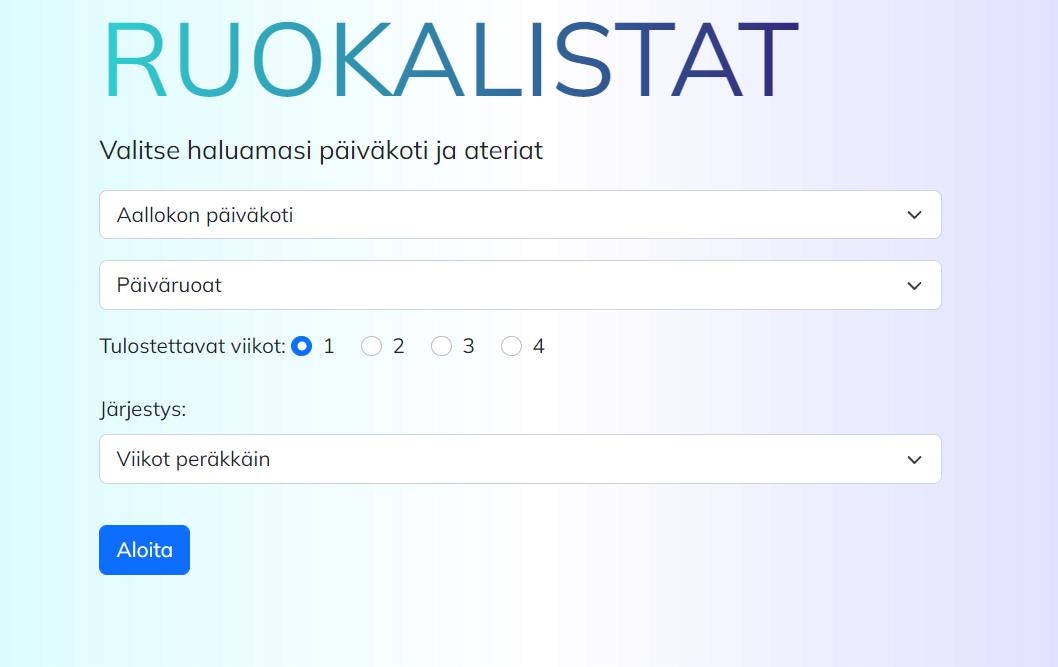 RUOKALISTAT
Valitse haluamasi päiväkoti ja ateriat
Aallokon päiväkoti
Päiväruoat
Tulostettavat viikot: 1 2 3 4
Järjestys:
Viikot peräkkäin
Aloita